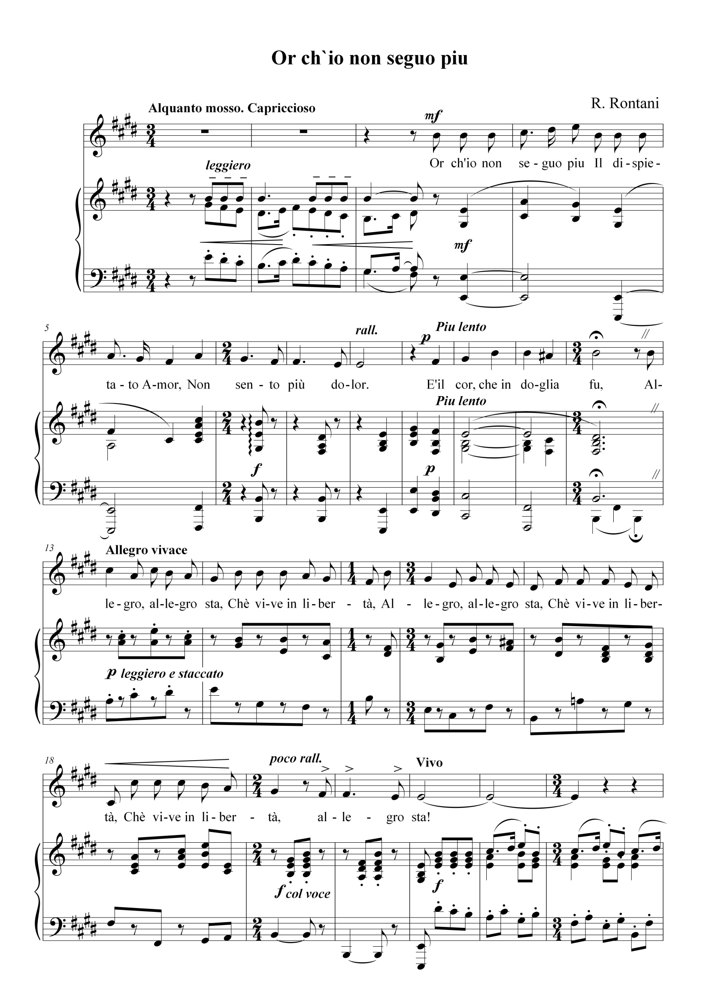 Or ch`io non seguo piu
R. Rontani
Alquanto mosso. Capriccioso
mf
Or ch'io non se - guo piu Il di - spie -
leggiero
mf
5
rall.
p
Piu lento
ta - to A-mor, Non sen - to più do-lor. E'il cor, che in do-glia fu, Al-
Piu lento
f
p
13
Allegro vivace
le-gro, al-le-gro sta, Chè vi-ve in li-ber - tà, Al - le-gro, al-le-gro sta, Chè vi-ve in li-ber-
p leggiero e staccato
18
poco rall.
Vivo
tà, Chè vi-ve in li-ber - tà, al-le - gro sta!
f col voce
f